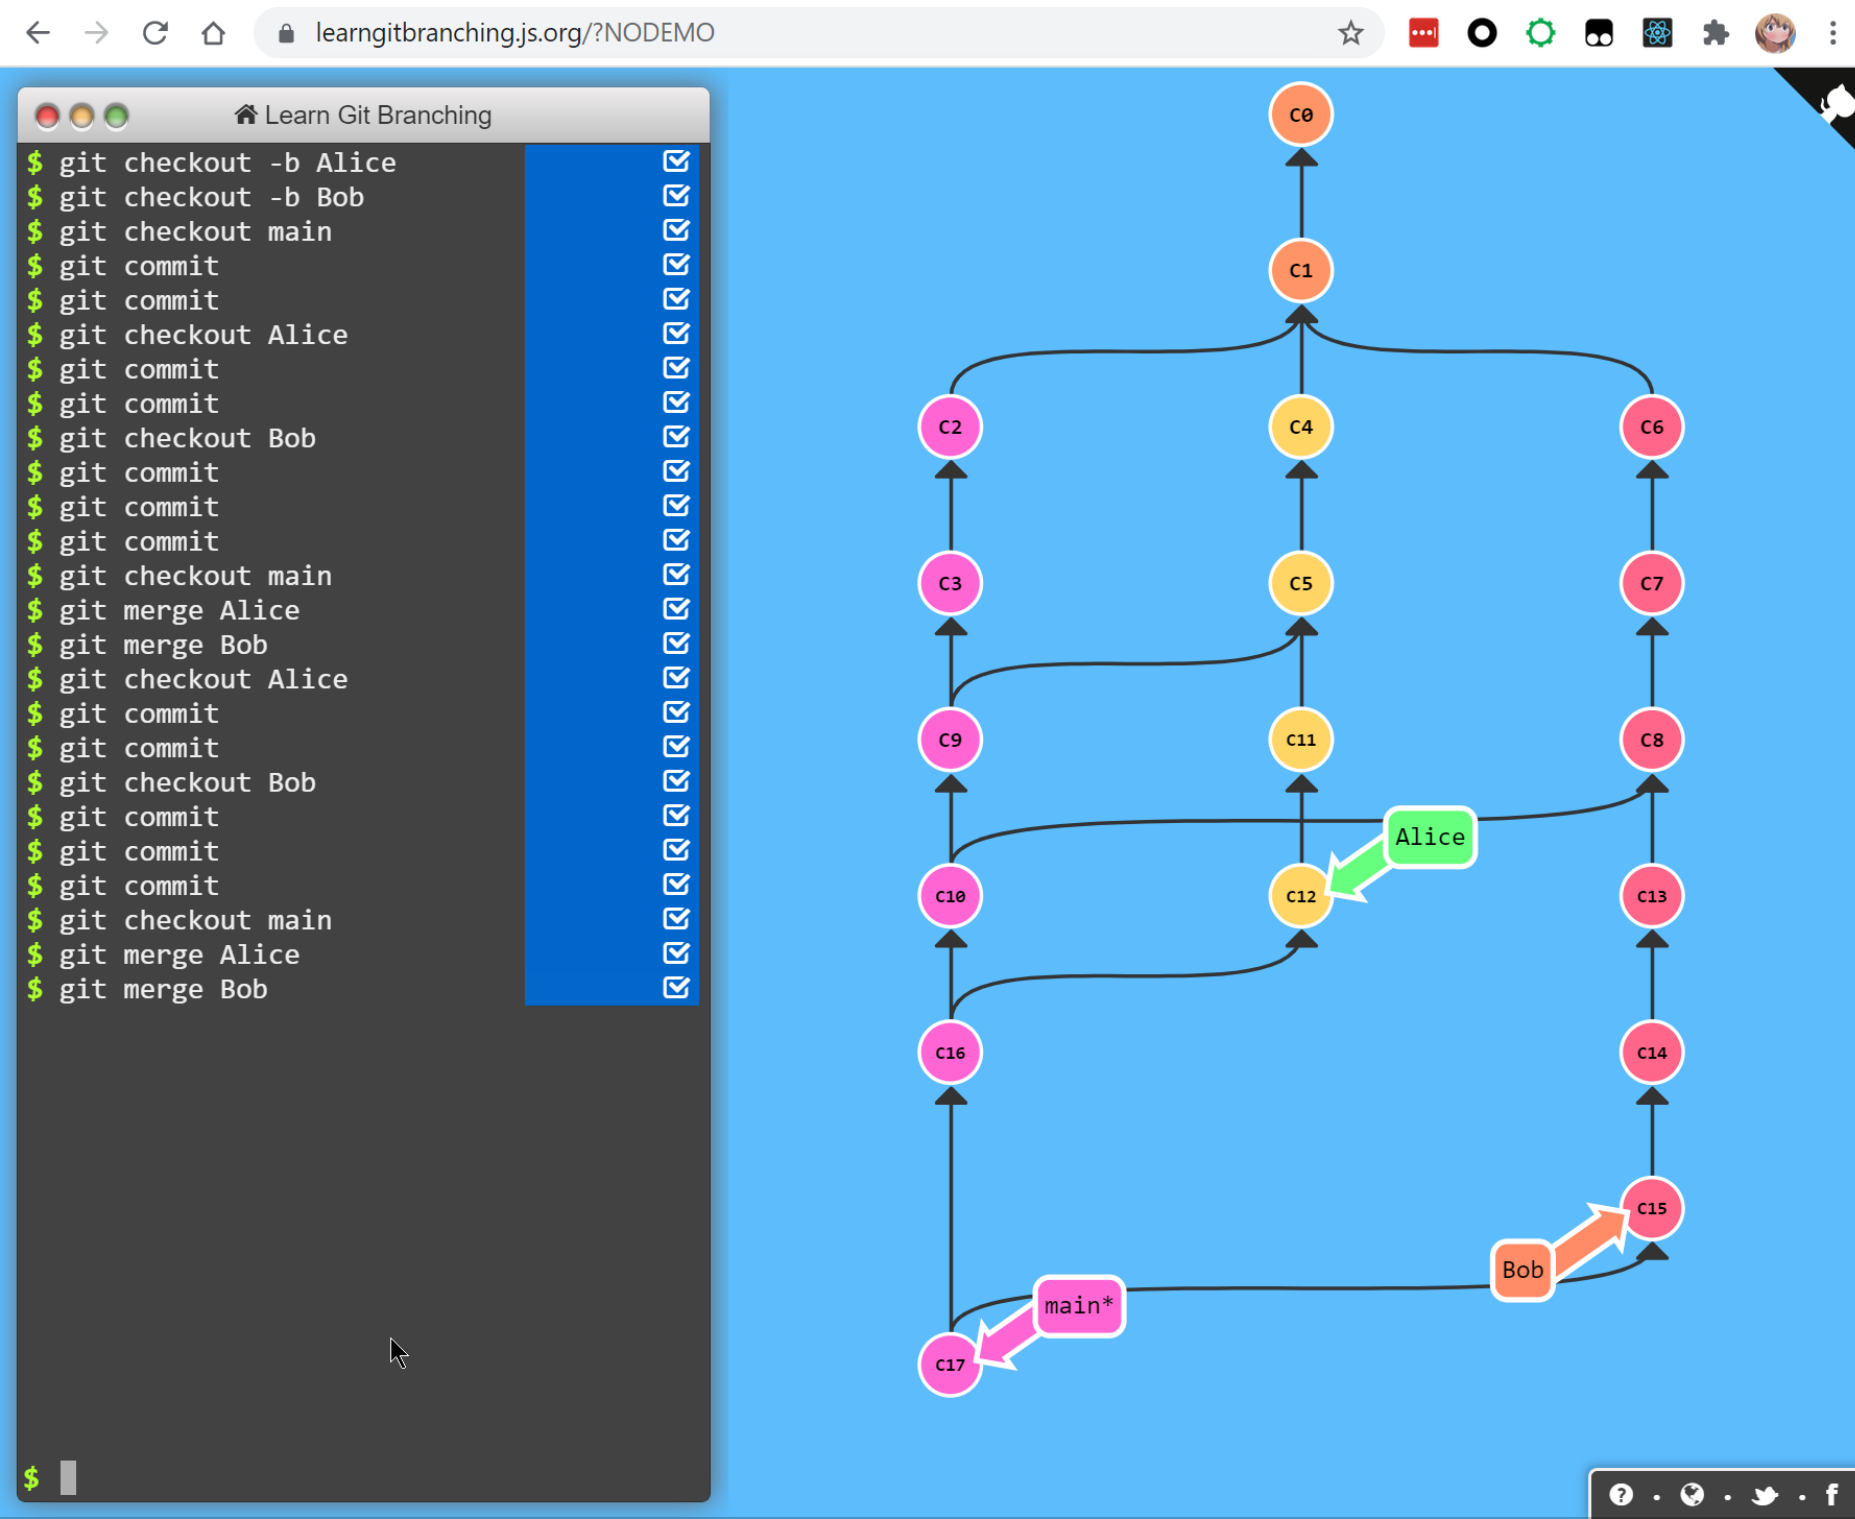 learngitbranching.js.org/?NODEMO
Learn Git Branching
$ git checkout -b Alice
$ git checkout -b Bob
$ git checkout main
$ git commit
$ git commit
$ git checkout Alice
$ git commit
$ git commit
$ git checkout Bob
$ git commit
$ git commit
$ git commit
$ git checkout main
$ git merge Alice
$ git merge Bob
$ git checkout Alice
$ git commit
$ git commit
$ git checkout Bob
$ git commit
$ git commit
$ git commit
$ git checkout main
$ git merge Alice
$ git merge Bob
$
C0
C1
C2
C4
C6
C3
C5
C7
C9
C11
C8
Alice
C10
C12
C13
C16
C14
C15
Bob
main*
C17